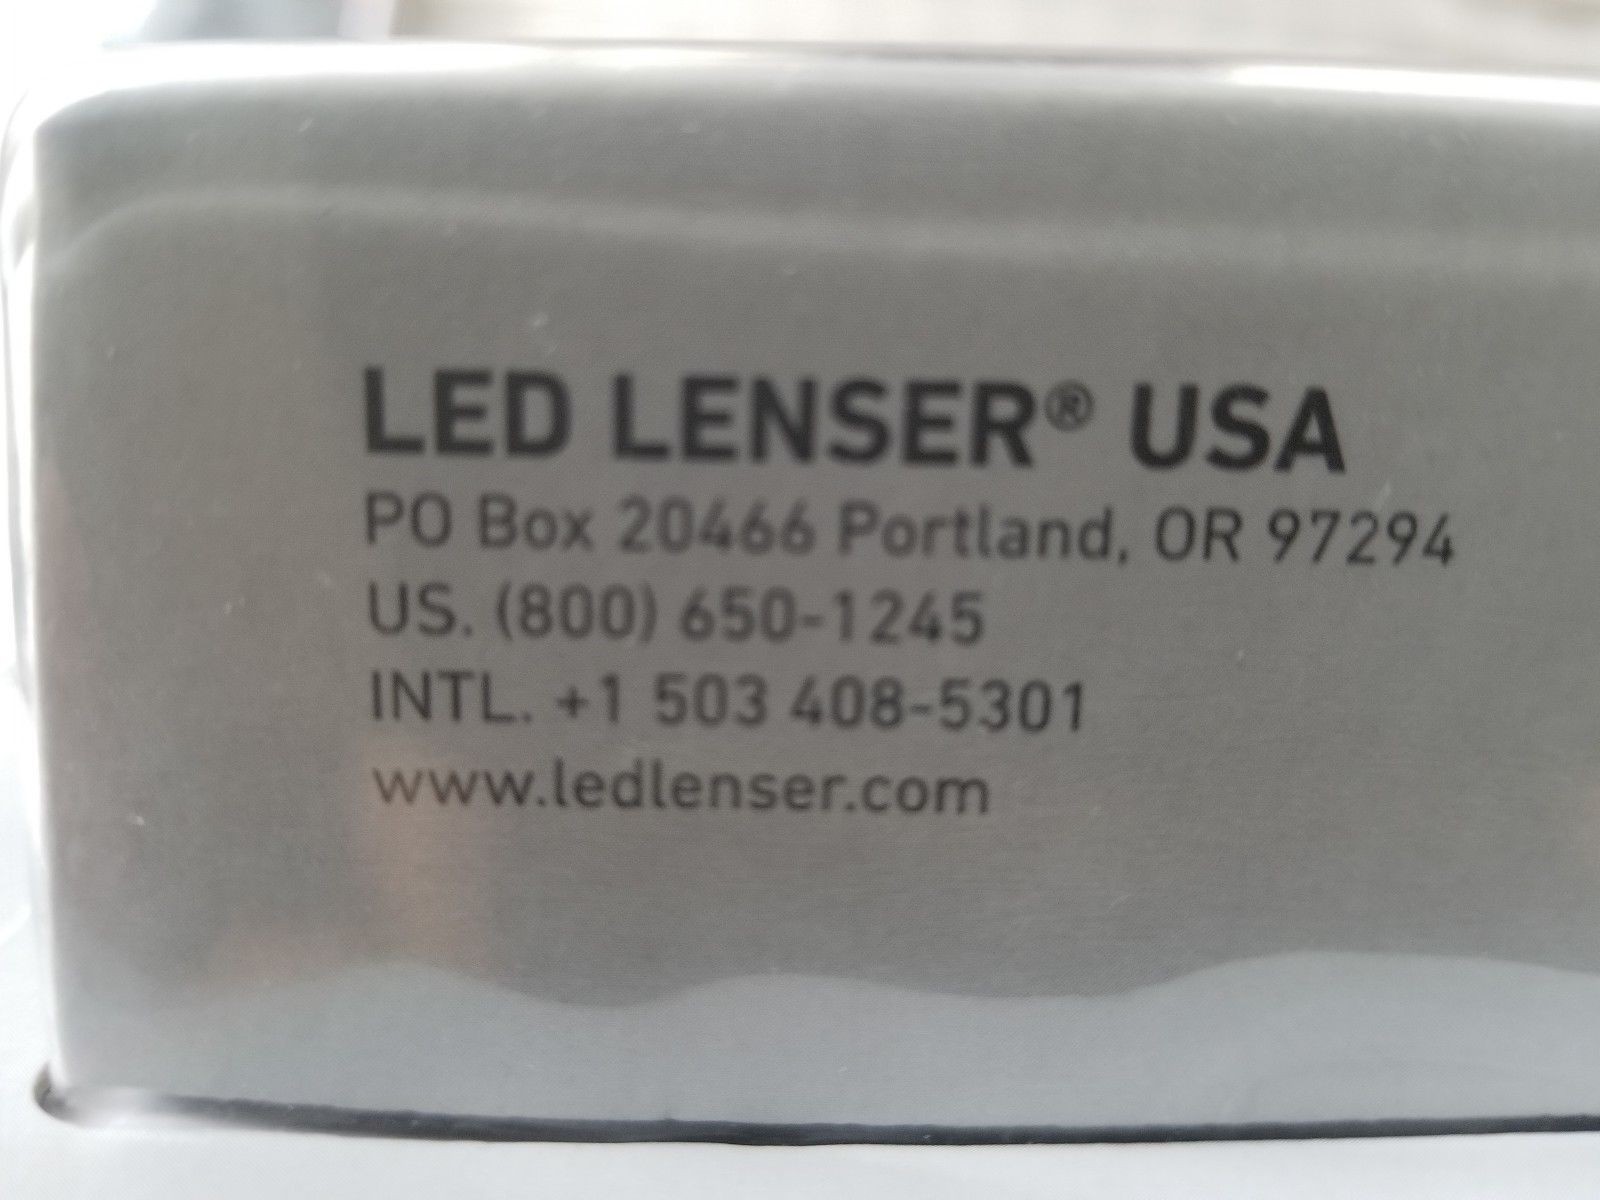 LED LENSER® USA
PO Box 20466 Portland, OR 97294
US. (800) 650-1245
INTL. +1 503 408-5301
www.ledlenser.com